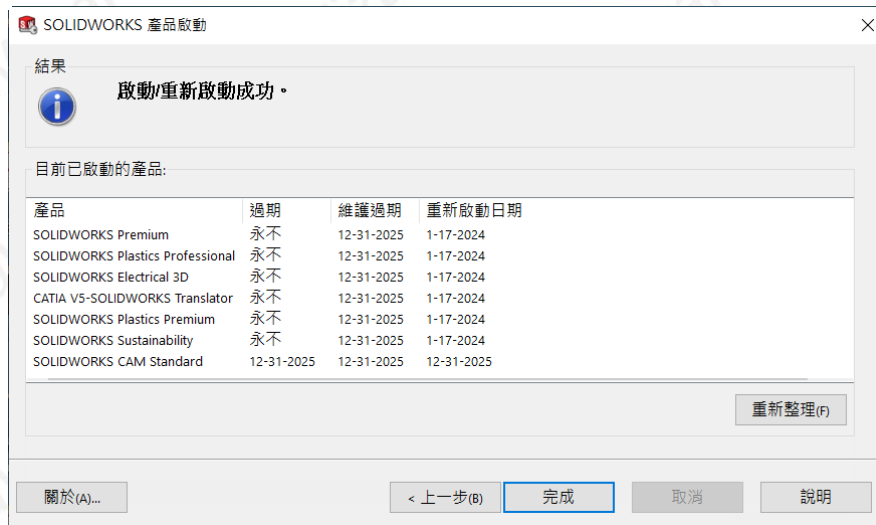 SOLIDWORKS 產品啟動
結果
啟動/重新啟動成功。
目前已啟動的產品:
產品 過期 維護過期 重新啟動日期
SOLIDWORKS Premium 永不 12-31-2025 1-17-2024
SOLIDWORKS Plastics Professional 永不 12-31-2025 1-17-2024
SOLIDWORKS Electrical 3D 永不 12-31-2025 1-17-2024
CATIA V5-SOLIDWORKS Translator 永不 12-31-2025 1-17-2024
SOLIDWORKS Plastics Premium 永不 12-31-2025 1-17-2024
SOLIDWORKS Sustainability 永不 12-31-2025 1-17-2024
SOLIDWORKS CAM Standard 12-31-2025 12-31-2025 12-31-2025
重新整理(F)
關於(A)... < 上一步(B) 完成 取消 說明